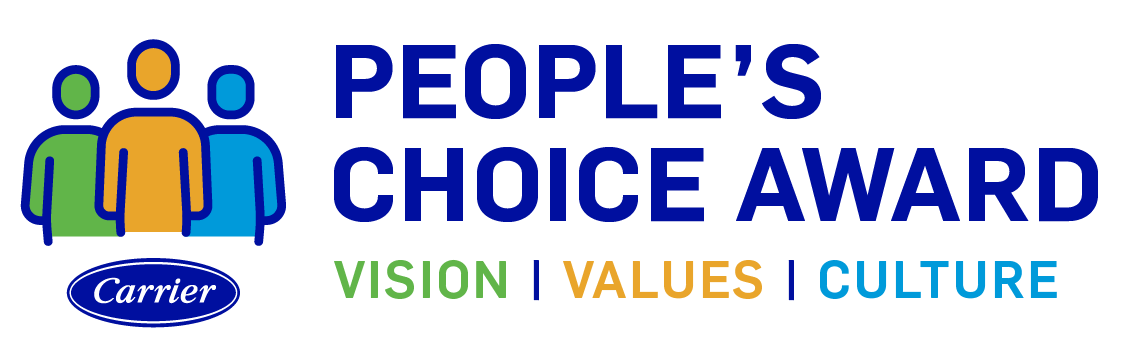 PEOPLE’S
CHOICE AWARD
VISION | VALUES | CULTURE
Carrier